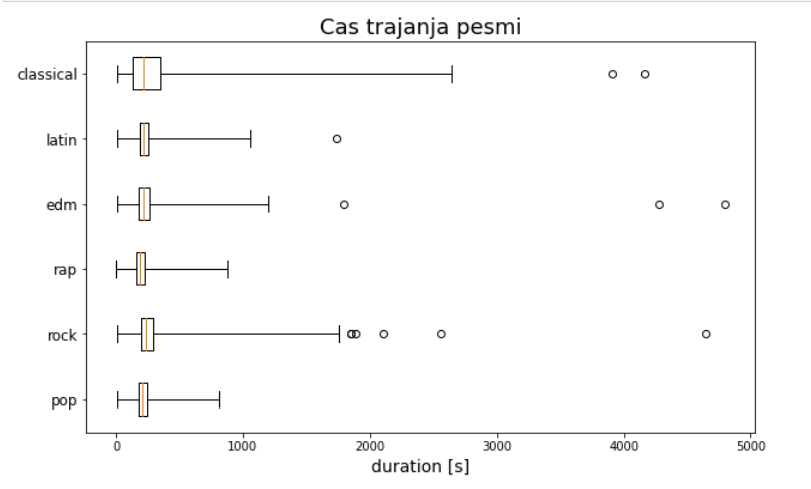 Cas trajanja pesmi
classical
latin
edm
rap
rock
pop
0 1000 2000 3000 4000 5000
duration [s]